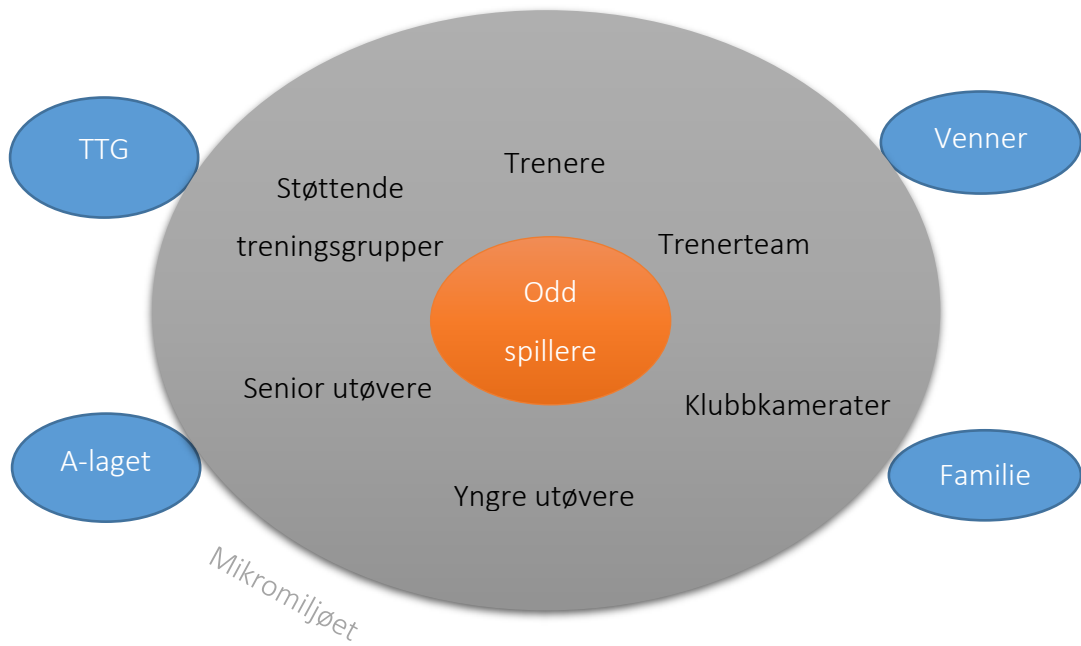 TTG
Venner
Trenere
Støttende
treningsgrupper
Trenerteam
Odd
spillere
Senior utøvere
Klubbkamerater
A-laget
Familie
Yngre utøvere
Mikromiljøet